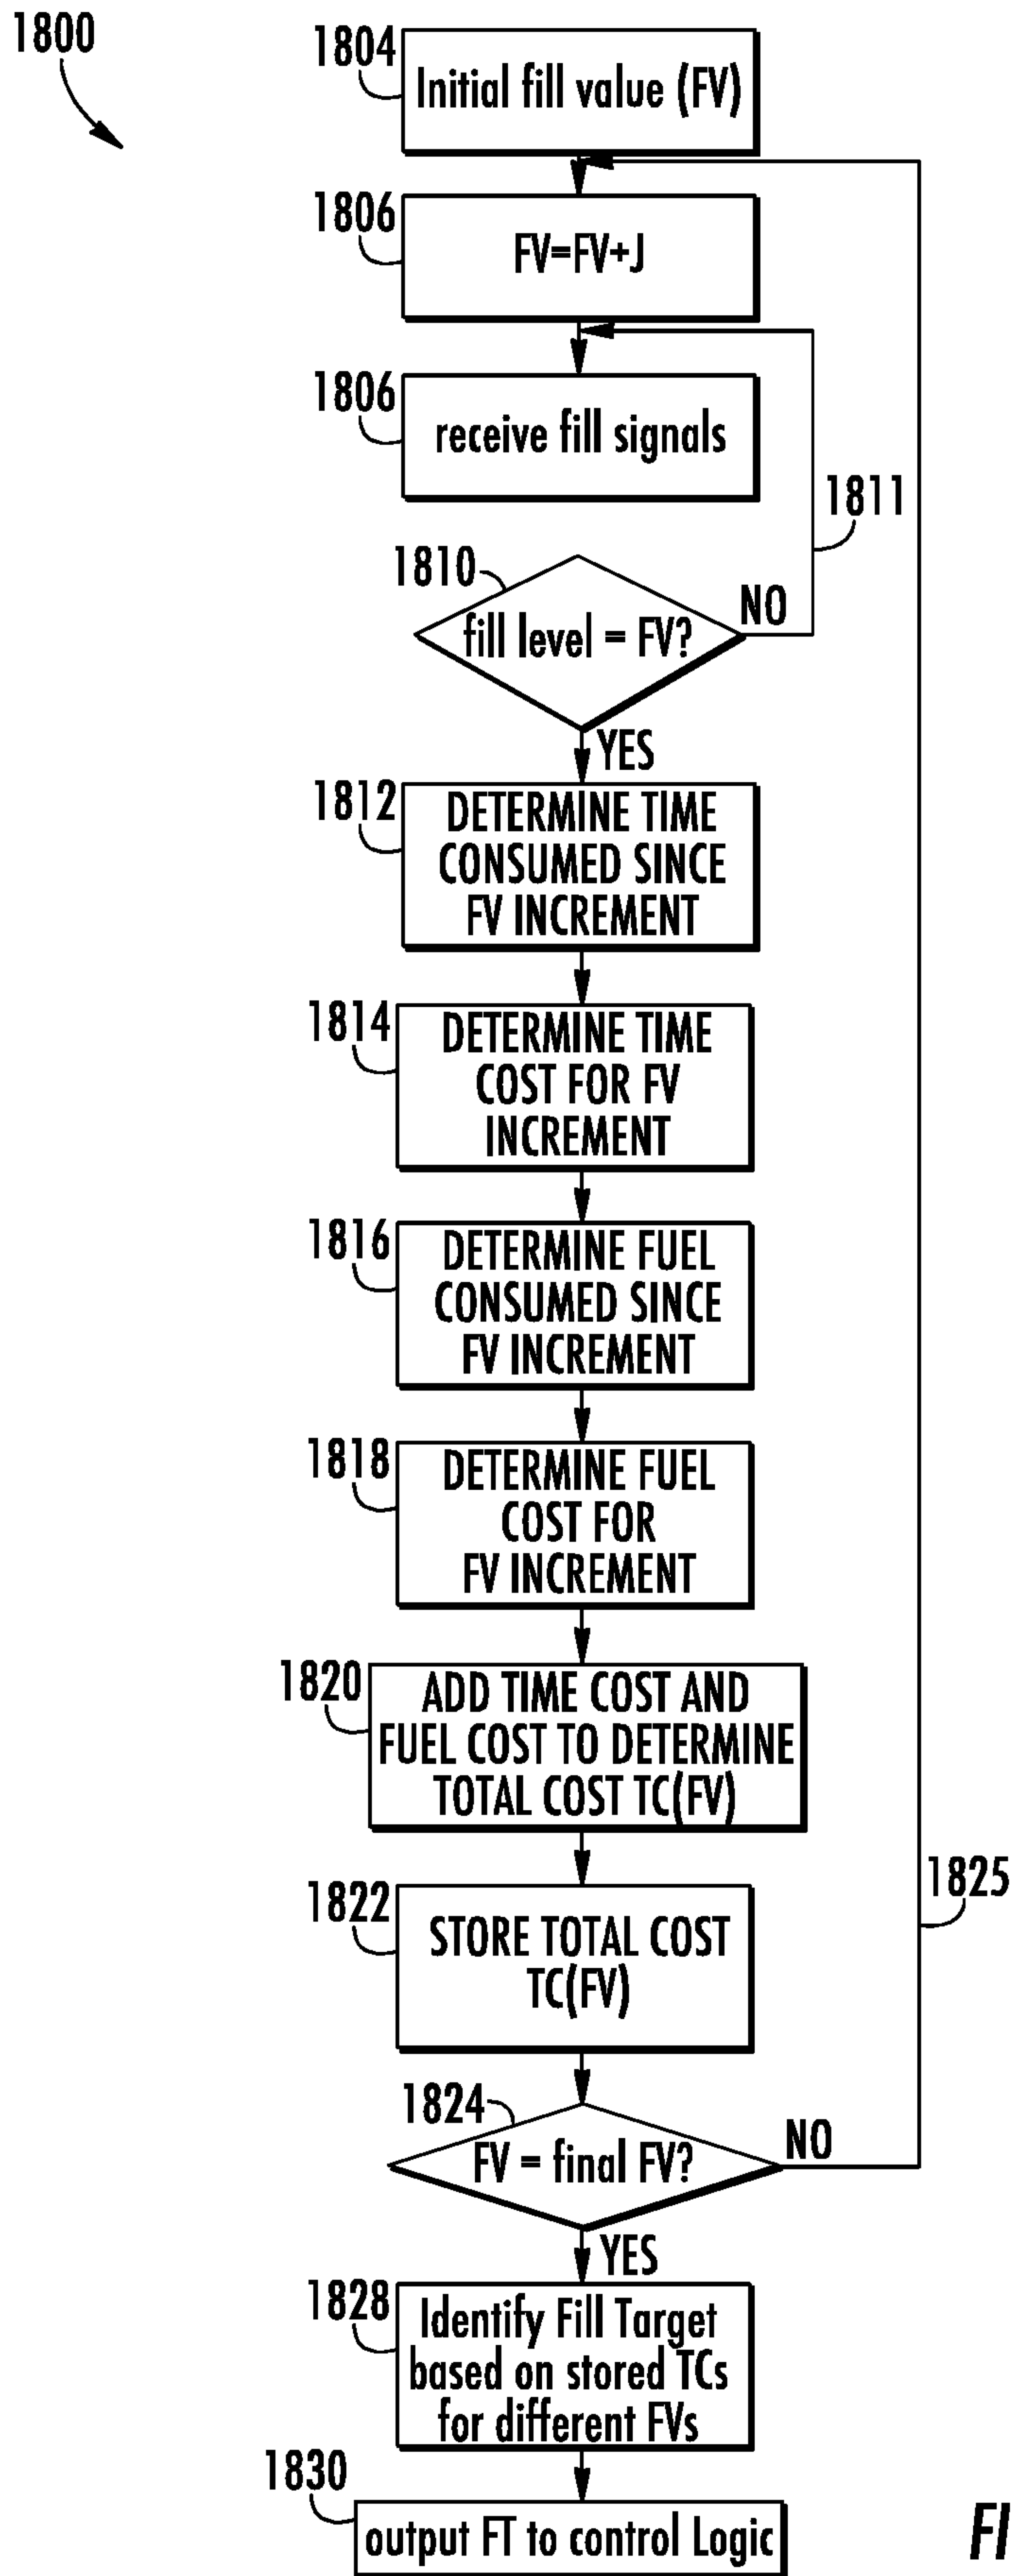 1800
1804
Initial fill value (FV)
1806
FV=FV+J
1806
receive fill signals
1811
1810
fill level = FV?
NO
YES
1812
DETERMINE TIME
CONSUMED SINCE
FV INCREMENT
1814
DETERMINE TIME
COST FOR FV
INCREMENT
1816
DETERMINE FUEL
CONSUMED SINCE
FV INCREMENT
1818
DETERMINE FUEL
COST FOR
FV INCREMENT
1820
ADD TIME COST AND
FUEL COST TO DETERMINE
TOTAL COST TC(FV)
1825
1822
STORE TOTAL COST
TC(FV)
1824
FV = final FV?
NO
YES
1828
Identify Fill Target
based on stored TCs
for different FVs
1830
output FT to control Logic
FI